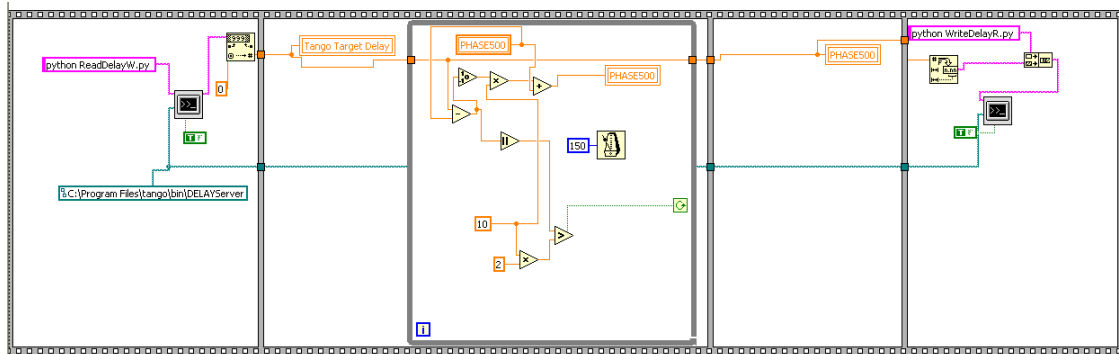 python ReadDelayW.py
0
T F
C:\Program Files\tango\bin\DELAYServer
Tango Target Delay
PHASE500
PHASE500
150
10
2
i
PHASE500
python WriteDelayR.py
T F